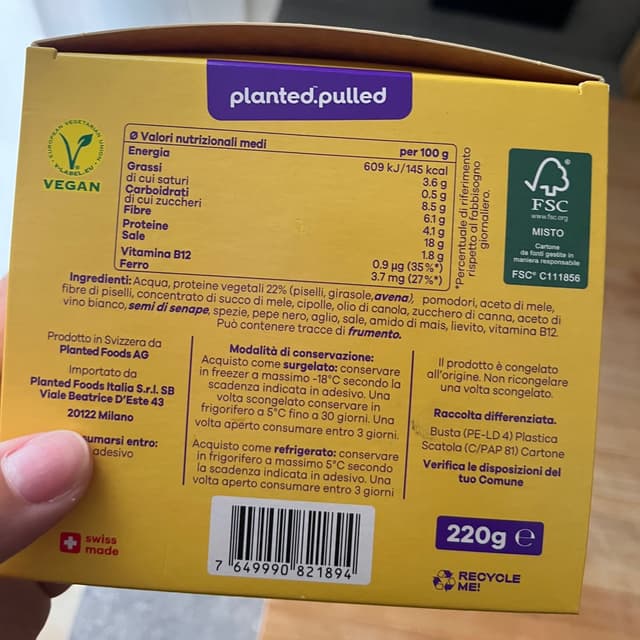 planted.pulled
EUROPEAN VEGETARIAN UNION
V-LABEL.EU
VEGAN
Ø Valori nutrizionali medi per 100 g
Energia 609 kJ/145 kcal
Grassi 3.6 g
di cui saturi 0.5 g
Carboidrati 8.5 g
di cui zuccheri 6.1 g
Fibre 4.1 g
Proteine 18 g
Sale 1.8 g
Vitamina B12 0.9 µg (35%*)
Ferro 3.7 mg (27%*)
*Percentuale di riferimento
rispetto al fabbisogno
giornaliero.
FSC
www.fsc.org
MISTO
Cartone
da fonti gestite in
maniera responsabile
FSC® C111856
Ingredienti: Acqua, proteine vegetali 22% (piselli, girasole, avena), pomodori, aceto di mele,
fibre di piselli, concentrato di succo di mele, cipolle, olio di canola, zucchero di canna, aceto di
vino bianco, semi di senape, spezie, pepe nero, aglio, sale, amido di mais, lievito, vitamina B12.
Può contenere tracce di frumento.
Prodotto in Svizzera da
Planted Foods AG
Importato da
Planted Foods Italia S.r.l. SB
Viale Beatrice D'Este 43
20122 Milano
umarsi entro:
adesivo
swiss
made
Modalità di conservazione:
Acquisto come surgelato: conservare
in freezer a massimo -18°C secondo la
scadenza indicata in adesivo. Una
volta scongelato conservare in
frigorifero a 5°C fino a 30 giorni. Una
volta aperto consumare entro 3 giorni.
Acquisto come refrigerato: conservare
in frigorifero a massimo 5°C secondo
la scadenza indicata in adesivo. Una
volta aperto consumare entro 3 giorni
7 649990 821894
Il prodotto è congelato
all'origine. Non ricongelare
una volta scongelato.
Raccolta differenziata.
Busta (PE-LD 4) Plastica
Scatola (C/PAP 81) Cartone
Verifica le disposizioni del
tuo Comune
220g ℮
RECYCLE
ME!